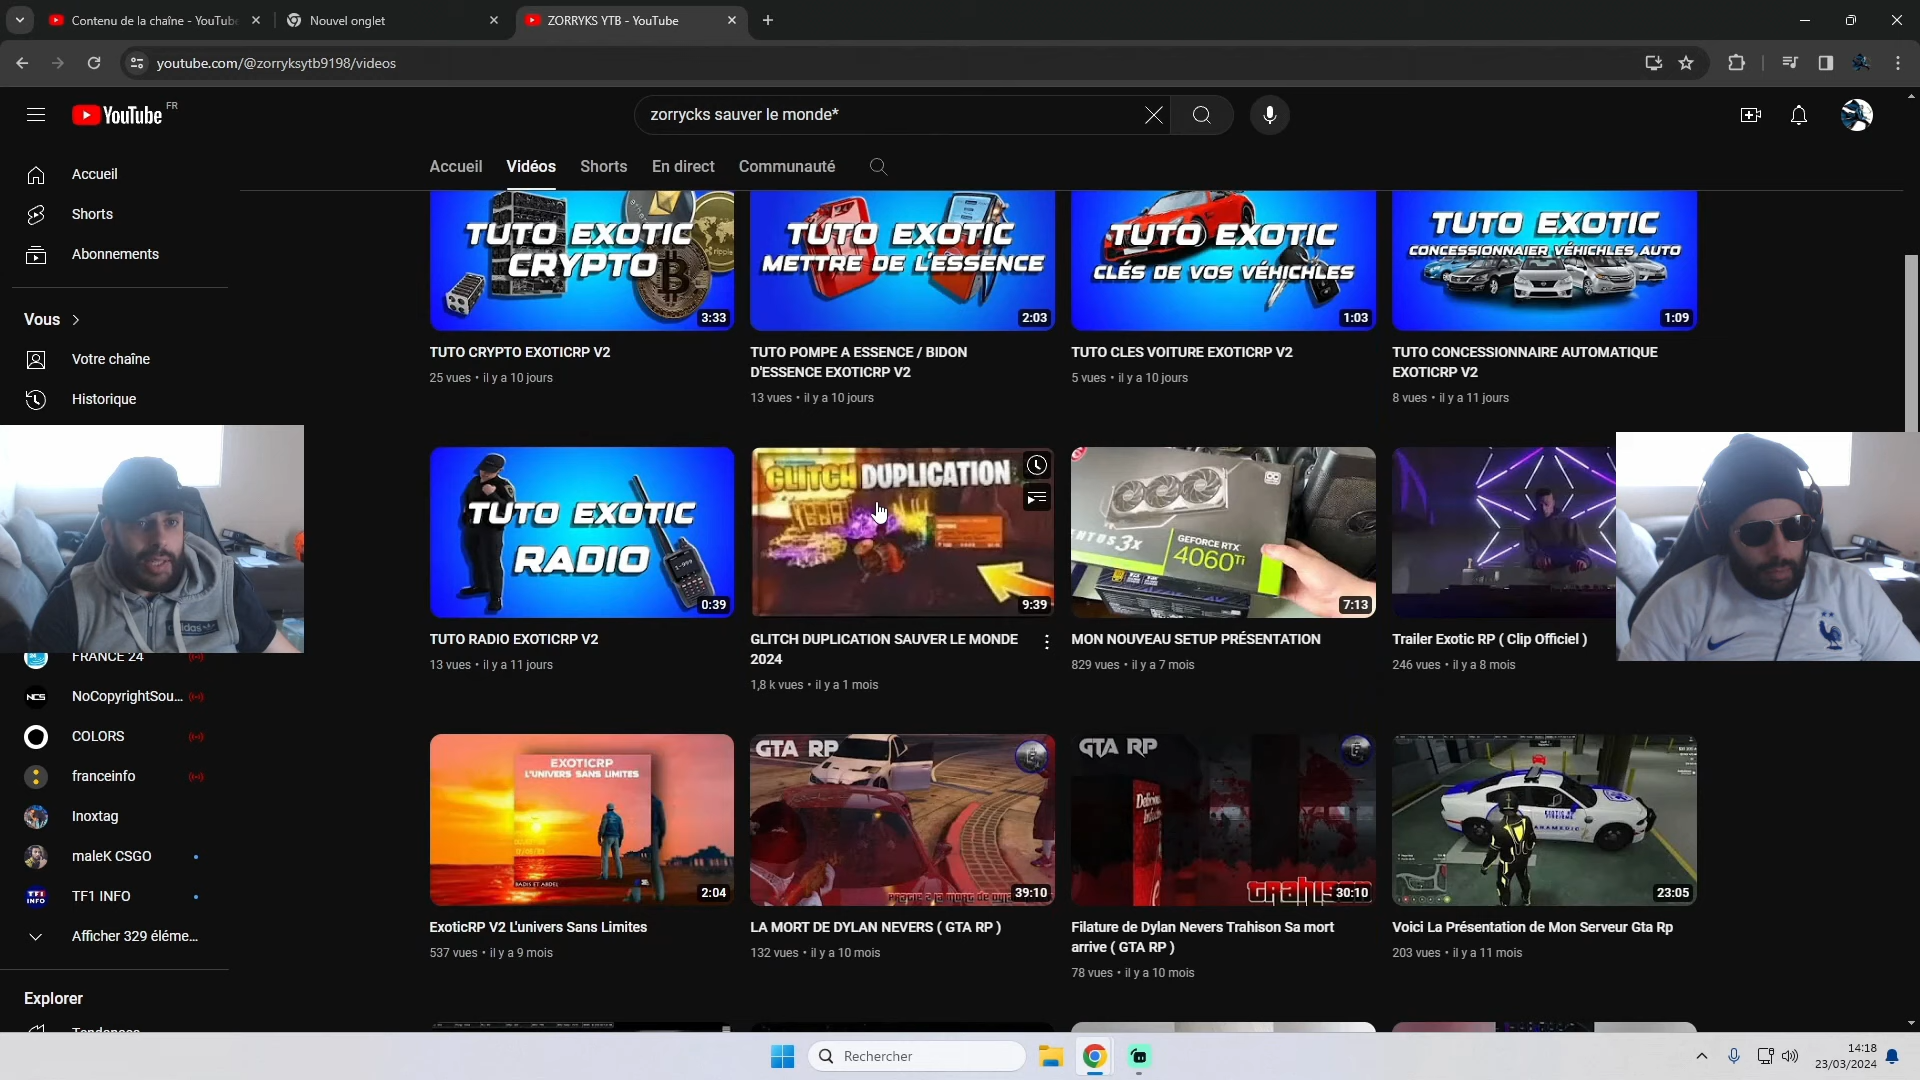 Contenu de la chaîne - YouTube
Nouvel onglet
ZORRYKS YTB - YouTube
youtube.com/@zorryksytb9198/videos
YouTube FR
zorrycks sauver le monde*
Accueil
Vidéos
Shorts
En direct
Communauté
Accueil
Shorts
Abonnements
Vous
Votre chaîne
Historique
FRANCE 24
NoCopyrightSou...
COLORS
franceinfo
Inoxtag
maleK CSGO
TF1 INFO
Afficher 329 éléme...
Explorer
TUTO EXOTIC
CRYPTO
3:33
TUTO EXOTIC
METTRE DE L'ESSENCE
2:03
TUTO EXOTIC
CLÉS DE VOS VÉHICHLES
1:03
TUTO EXOTIC
CONCESSIONNAIER VÉHICHLES AUTO
1:09
TUTO CRYPTO EXOTICRP V2
25 vues • il y a 10 jours
TUTO POMPE A ESSENCE / BIDON
D'ESSENCE EXOTICRP V2
13 vues • il y a 10 jours
TUTO CLES VOITURE EXOTICRP V2
5 vues • il y a 10 jours
TUTO CONCESSIONNAIRE AUTOMATIQUE
EXOTICRP V2
8 vues • il y a 11 jours
TUTO EXOTIC
RADIO
0:39
GLITCH DUPLICATION
9:39
VENTUS 3X
GEFORCE RTX
4060Ti
7:13
TUTO RADIO EXOTICRP V2
13 vues • il y a 11 jours
GLITCH DUPLICATION SAUVER LE MONDE
2024
1,8 k vues • il y a 1 mois
MON NOUVEAU SETUP PRÉSENTATION
829 vues • il y a 7 mois
Trailer Exotic RP ( Clip Officiel )
246 vues • il y a 8 mois
EXOTICRP
L'UNIVERS SANS LIMITES
2:04
GTA RP
39:10
GTA RP
TRAHISON
30:10
PARAMEDIC
23:05
ExoticRP V2 L'univers Sans Limites
537 vues • il y a 9 mois
LA MORT DE DYLAN NEVERS ( GTA RP )
132 vues • il y a 10 mois
Filature de Dylan Nevers Trahison Sa mort
arrive ( GTA RP )
78 vues • il y a 10 mois
Voici La Présentation de Mon Serveur Gta Rp
203 vues • il y a 11 mois
Rechercher
14:18
23/03/2024